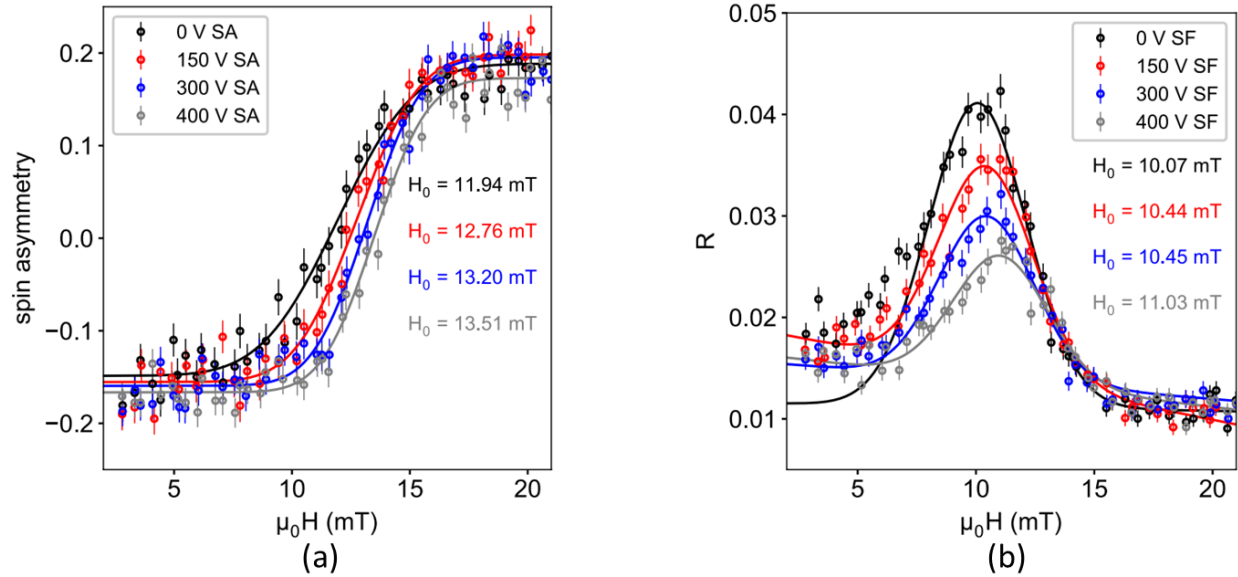 0 V SA
150 V SA
300 V SA
400 V SA
0.2
0.1
0.0
−0.1
−0.2
spin asymmetry
H₀ = 11.94 mT
H₀ = 12.76 mT
H₀ = 13.20 mT
H₀ = 13.51 mT
5
10
15
20
μ₀H (mT)
(a)
0 V SF
150 V SF
300 V SF
400 V SF
0.05
0.04
0.03
0.02
0.01
R
H₀ = 10.07 mT
H₀ = 10.44 mT
H₀ = 10.45 mT
H₀ = 11.03 mT
5
10
15
20
μ₀H (mT)
(b)